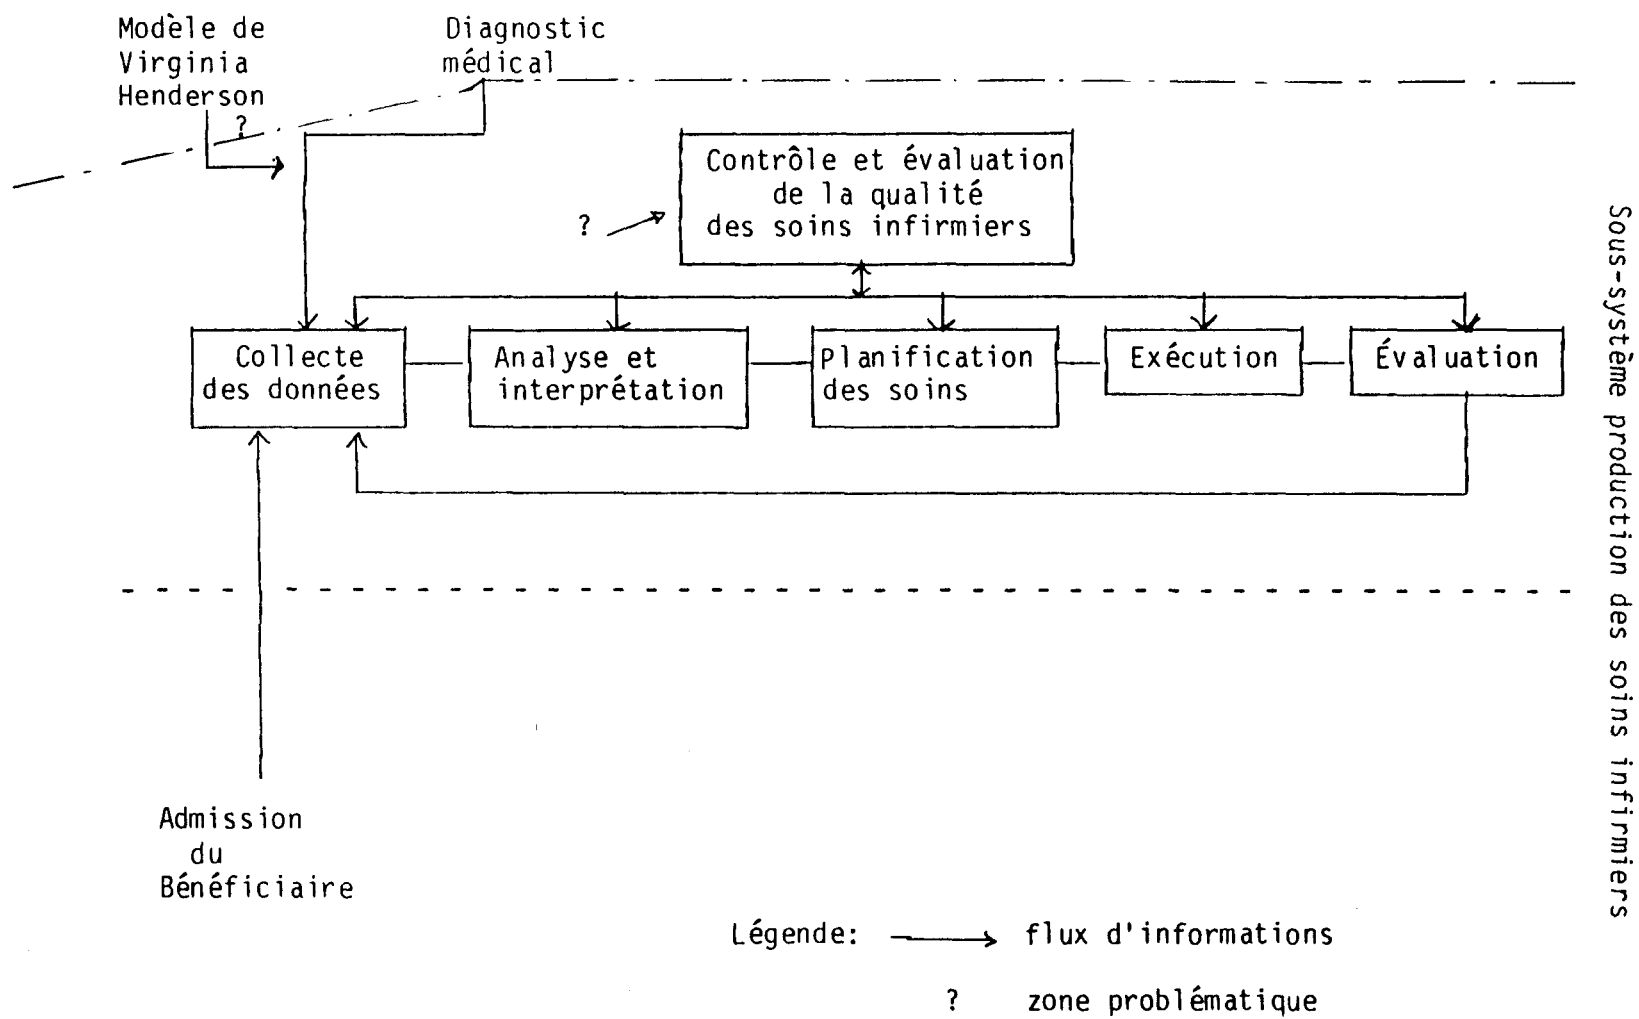 Modèle de
Virginia
Henderson
?
Diagnostic
médical
Contrôle et évaluation
de la qualité
des soins infirmiers
?
Collecte
des données
Analyse et
interprétation
Planification
des soins
Exécution
Évaluation
Sous-système production des soins infirmiers
Admission
du
Bénéficiaire
Légende: flux d'informations
? zone problématique